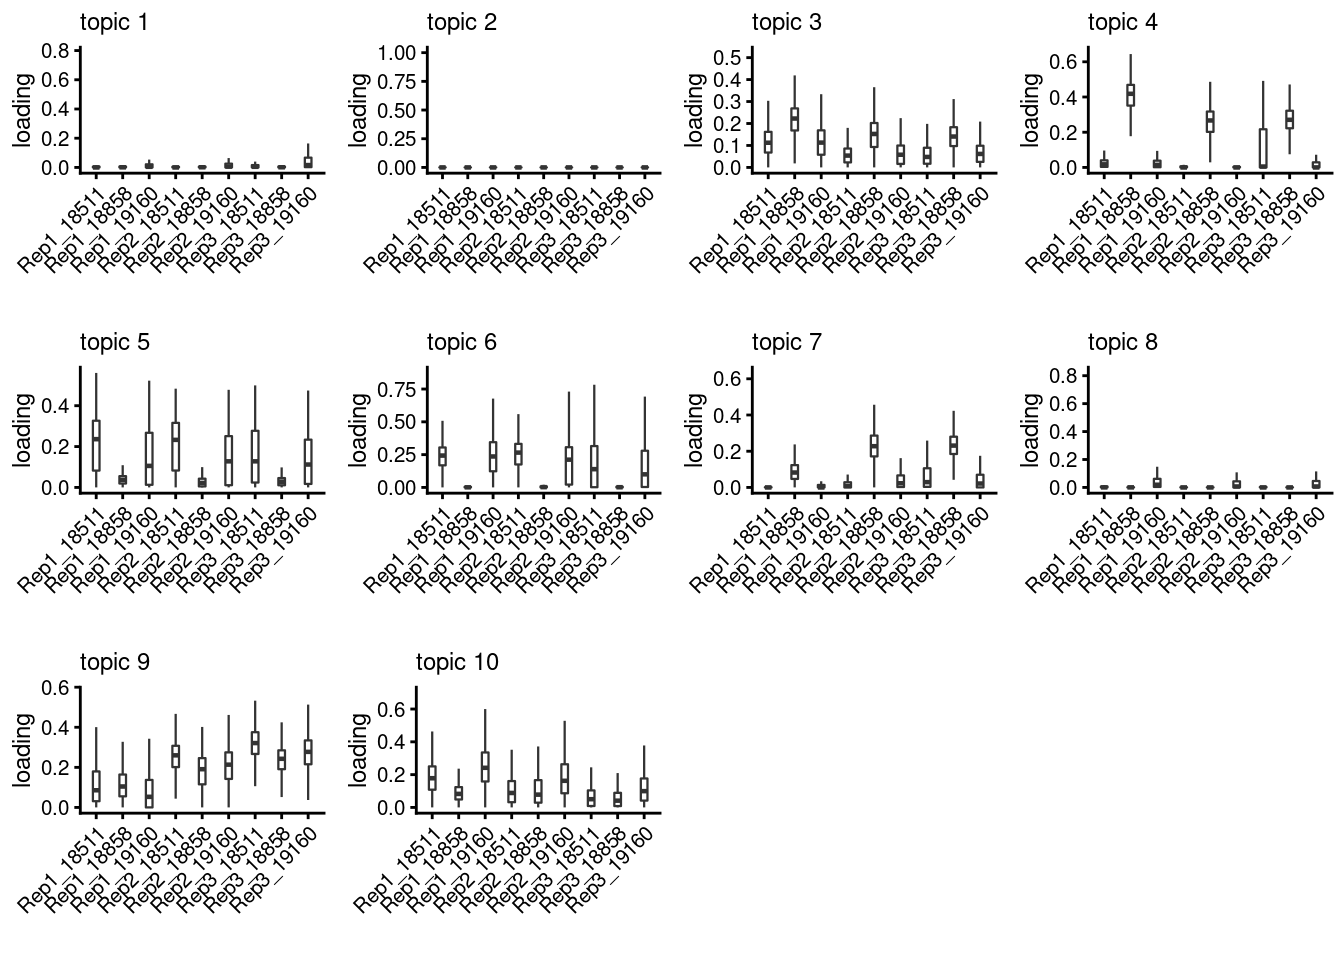 topic 1
topic 2
topic 3
topic 4
loading
0.8
0.6
0.4
0.2
0.0
loading
1.00
0.75
0.50
0.25
0.00
loading
0.5
0.4
0.3
0.2
0.1
0.0
loading
0.6
0.4
0.2
0.0
Rep1_18511
Rep1_18858
Rep1_19160
Rep2_18511
Rep2_18858
Rep2_19160
Rep3_18511
Rep3_18858
Rep3_19160
Rep1_18511
Rep1_18858
Rep1_19160
Rep2_18511
Rep2_18858
Rep2_19160
Rep3_18511
Rep3_18858
Rep3_19160
Rep1_18511
Rep1_18858
Rep1_19160
Rep2_18511
Rep2_18858
Rep2_19160
Rep3_18511
Rep3_18858
Rep3_19160
Rep1_18511
Rep1_18858
Rep1_19160
Rep2_18511
Rep2_18858
Rep2_19160
Rep3_18511
Rep3_18858
Rep3_19160
topic 5
topic 6
topic 7
topic 8
loading
0.4
0.2
0.0
loading
0.75
0.50
0.25
0.00
loading
0.6
0.4
0.2
0.0
loading
0.8
0.6
0.4
0.2
0.0
Rep1_18511
Rep1_18858
Rep1_19160
Rep2_18511
Rep2_18858
Rep2_19160
Rep3_18511
Rep3_18858
Rep3_19160
Rep1_18511
Rep1_18858
Rep1_19160
Rep2_18511
Rep2_18858
Rep2_19160
Rep3_18511
Rep3_18858
Rep3_19160
Rep1_18511
Rep1_18858
Rep1_19160
Rep2_18511
Rep2_18858
Rep2_19160
Rep3_18511
Rep3_18858
Rep3_19160
Rep1_18511
Rep1_18858
Rep1_19160
Rep2_18511
Rep2_18858
Rep2_19160
Rep3_18511
Rep3_18858
Rep3_19160
topic 9
topic 10
loading
0.6
0.4
0.2
0.0
loading
0.6
0.4
0.2
0.0
Rep1_18511
Rep1_18858
Rep1_19160
Rep2_18511
Rep2_18858
Rep2_19160
Rep3_18511
Rep3_18858
Rep3_19160
Rep1_18511
Rep1_18858
Rep1_19160
Rep2_18511
Rep2_18858
Rep2_19160
Rep3_18511
Rep3_18858
Rep3_19160